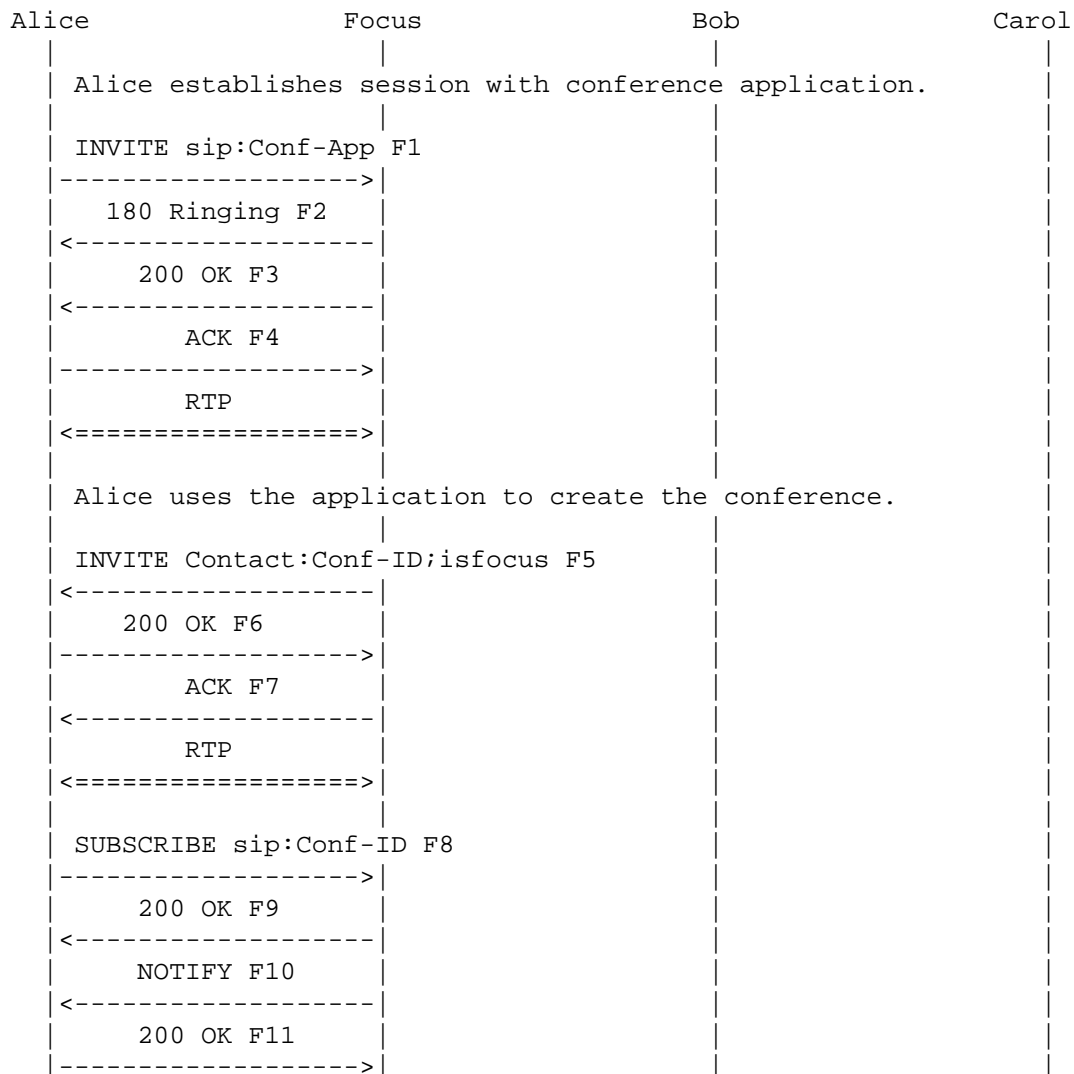 Alice                Focus                 Bob                  Carol
  |                    |                    |                    |
  | Alice establishes session with conference application.       |
  |                    |                    |                    |
  | INVITE sip:Conf-App F1                  |                    |
  |------------------->|                    |                    |
  |   180 Ringing F2   |                    |                    |
  |<-------------------|                    |                    |
  |     200 OK F3      |                    |                    |
  |<-------------------|                    |                    |
  |        ACK F4      |                    |                    |
  |------------------->|                    |                    |
  |        RTP         |                    |                    |
  |<==================>|                    |                    |
  |                    |                    |                    |
  | Alice uses the application to create the conference.         |
  |                    |                    |                    |
  | INVITE Contact:Conf-ID;isfocus F5       |                    |
  |<-------------------|                    |                    |
  |    200 OK F6       |                    |                    |
  |------------------->|                    |                    |
  |        ACK F7      |                    |                    |
  |<-------------------|                    |                    |
  |        RTP         |                    |                    |
  |<==================>|                    |                    |
  |                    |                    |                    |
  | SUBSCRIBE sip:Conf-ID F8                |                    |
  |------------------->|                    |                    |
  |     200 OK F9      |                    |                    |
  |<-------------------|                    |                    |
  |     NOTIFY F10     |                    |                    |
  |<-------------------|                    |                    |
  |     200 OK F11     |                    |                    |
  |------------------->|                    |                    |